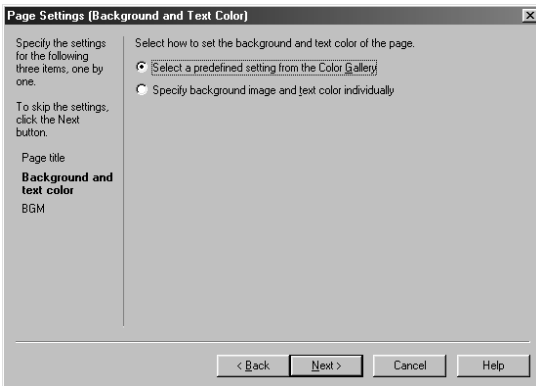 Page Settings (Background and Text Color)
Specify the settings
for the following
three items, one by
one.
To skip the settings,
click the Next
button.
Page title
Background and
text color
BGM
Select how to set the background and text color of the page.
Select a predefined setting from the Color Gallery
Specify background image and text color individually
< Back
Next >
Cancel
Help